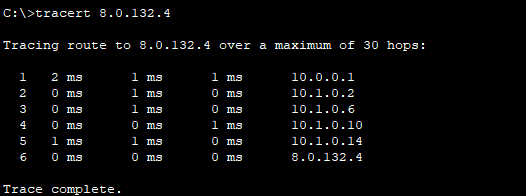 C:\>tracert 8.0.132.4
Tracing route to 8.0.132.4 over a maximum of 30 hops:
1 2 ms 1 ms 1 ms 10.0.0.1
2 0 ms 1 ms 0 ms 10.1.0.2
3 0 ms 1 ms 0 ms 10.1.0.6
4 0 ms 0 ms 1 ms 10.1.0.10
5 1 ms 1 ms 0 ms 10.1.0.14
6 0 ms 0 ms 0 ms 8.0.132.4
Trace complete.